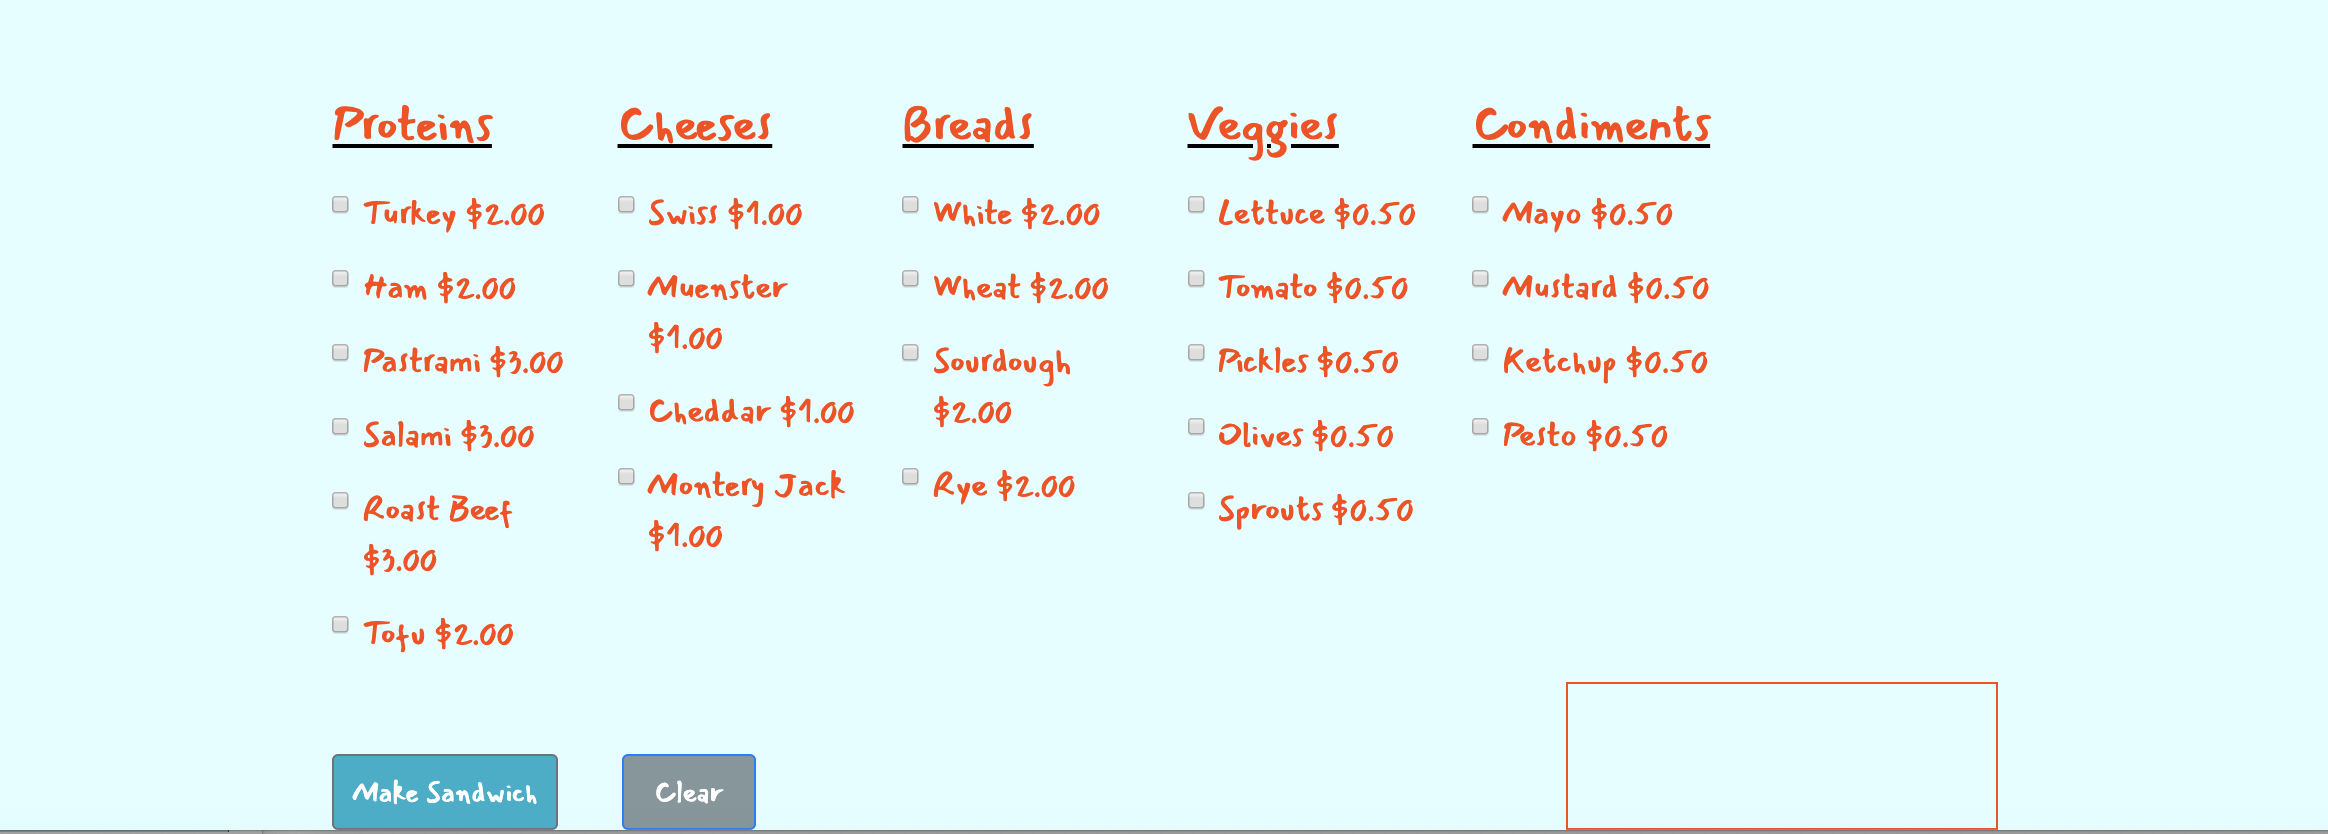 Proteins
Turkey $2.00
Ham $2.00
Pastrami $3.00
Salami $3.00
Roast Beef
$3.00
Tofu $2.00
Cheeses
Swiss $1.00
Muenster
$1.00
Cheddar $1.00
Montery Jack
$1.00
Breads
White $2.00
Wheat $2.00
Sourdough
$2.00
Rye $2.00
Veggies
Lettuce $0.50
Tomato $0.50
Pickles $0.50
Olives $0.50
Sprouts $0.50
Condiments
Mayo $0.50
Mustard $0.50
Ketchup $0.50
Pesto $0.50
Make Sandwich
Clear